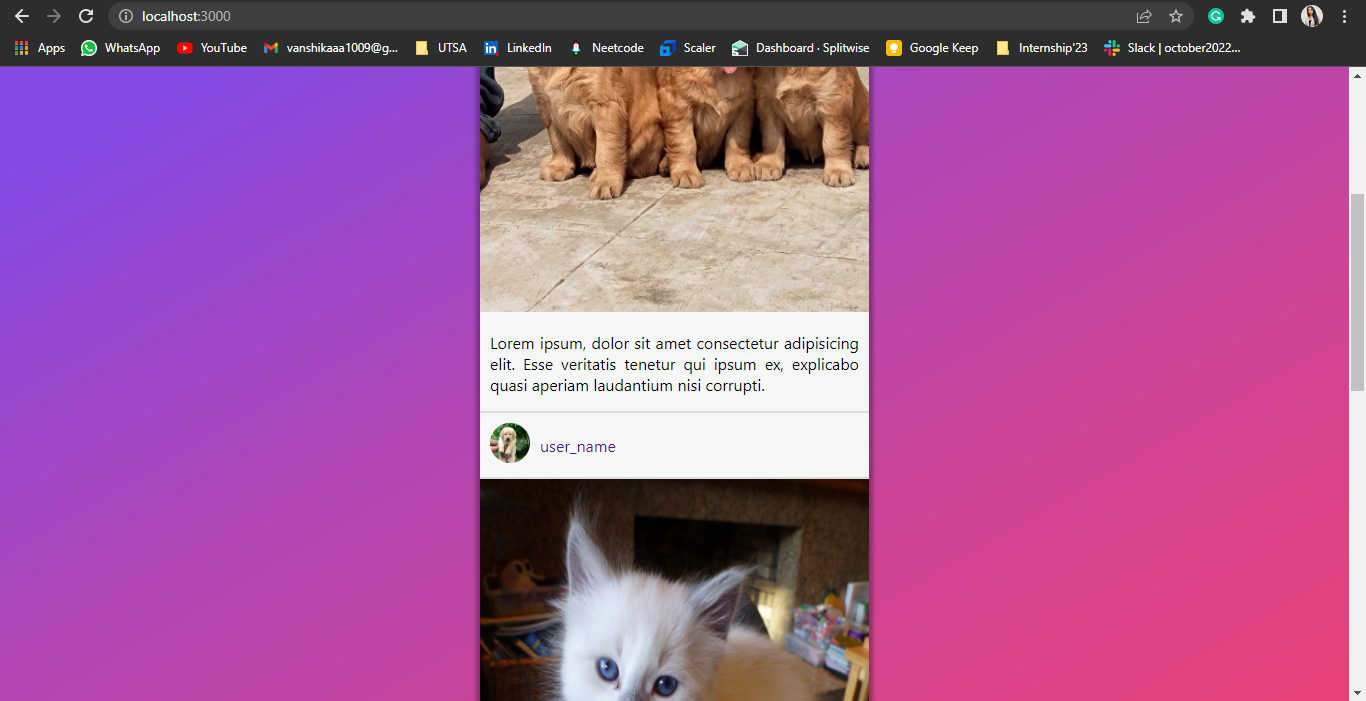 localhost:3000
Apps WhatsApp YouTube vanshikaaa1009@g... UTSA LinkedIn Neetcode Scaler Dashboard · Splitwise Google Keep Internship'23 Slack | october2022...
Lorem ipsum, dolor sit amet consectetur adipisicing
elit. Esse veritatis tenetur qui ipsum ex, explicabo
quasi aperiam laudantium nisi corrupti.
user_name